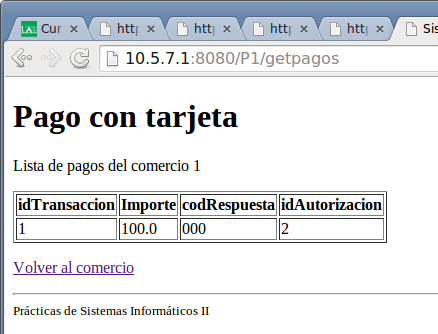 Cur
http
http
http
http
Sis
10.5.7.1:8080/P1/getpagos
Pago con tarjeta
Lista de pagos del comercio 1
idTransaccion Importe codRespuesta idAutorizacion
1 100.0 000 2
Volver al comercio
Prácticas de Sistemas Informáticos II